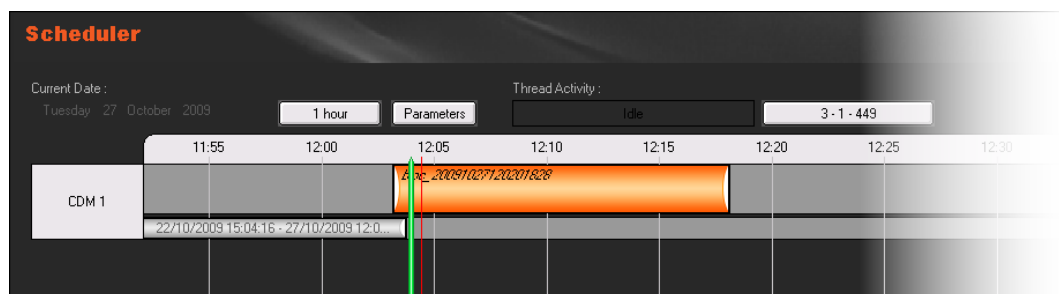 Scheduler
Current Date :
Thread Activity :
Tuesday 27 October 2009
1 hour
Parameters
Idle
3 - 1 - 449
11:55 12:00 12:05 12:10 12:15 12:20 12:25 12:30
20091027120201828
CDM 1
22/10/2009 15:04:16 - 27/10/2009 12:0...